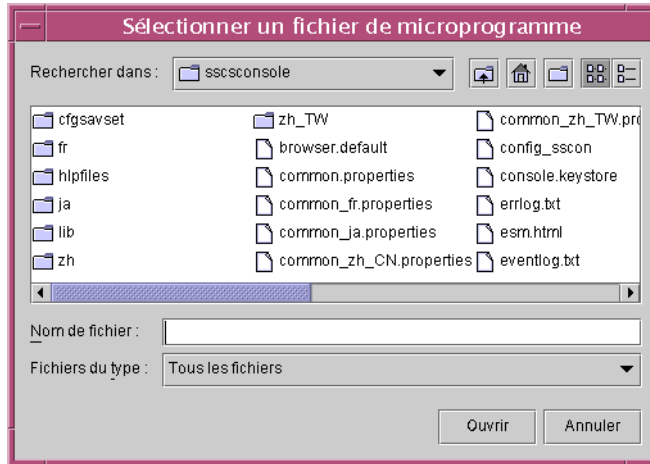 Sélectionner un fichier de microprogramme
Rechercher dans : sscsconsole
cfgsavset zh_TW common_zh_TW.pro
fr browser.default config_sscon
hlpfiles common.properties console.keystore
ja common_fr.properties errlog.txt
lib common_ja.properties esm.html
zh common_zh_CN.properties eventlog.txt
Nom de fichier :
Fichiers du type : Tous les fichiers
Ouvrir Annuler